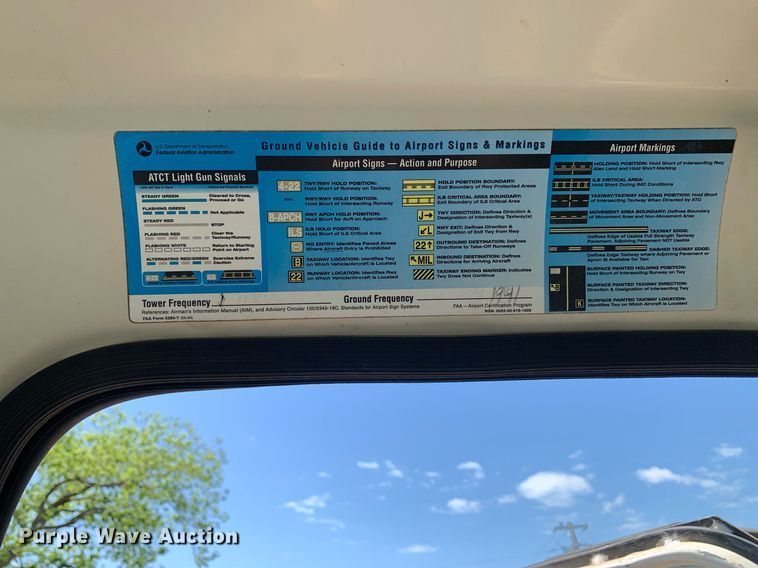 U.S. Department of Transportation
Federal Aviation Administration
Ground Vehicle Guide to Airport Signs & Markings
ATCT Light Gun Signals
STEADY GREEN
Cleared to Cross, Proceed or Go
FLASHING GREEN
Not Applicable
STEADY RED
STOP
FLASHING RED
Clear the Taxiway/Runway
FLASHING WHITE
Return to Starting Point on Airport
ALTERNATING RED/GREEN
Exercise Extreme Caution
Airport Signs — Action and Purpose
4-22
TWY/RWY HOLD POSITION:
Hold Short of Runway on Taxiway
RWY/RWY HOLD POSITION:
Hold Short of Intersecting Runway
8-APCH
RWY APCH HOLD POSITION:
Hold Short for Acft on Approach
ILS
ILS HOLD POSITION:
Hold Short of ILS Critical Area
NO ENTRY: Identifies Paved Areas
Where Aircraft Entry is Prohibited
B
TAXIWAY LOCATION: Identifies Twy
on Which Vehicle/Aircraft is Located
22
RUNWAY LOCATION: Identifies Rwy
on Which Vehicle/Aircraft is Located
HOLD POSITION BOUNDARY:
Exit Boundary of Rwy Protected Areas
ILS CRITICAL AREA BOUNDARY:
Exit Boundary of ILS Critical Area
J→
TWY DIRECTION: Defines Direction &
Designation of Intersecting Taxiway(s)
↙L
RWY EXIT: Defines Direction &
Designation of Exit Twy from Rwy
22↑
OUTBOUND DESTINATION: Defines
Directions to Take-Off Runways
↖MIL
INBOUND DESTINATION: Defines
Directions for Arriving Aircraft
TAXIWAY ENDING MARKER: Indicates
Twy Does Not Continue
Airport Markings
HOLDING POSITION: Hold Short of Intersecting Rwy
Also Land and Hold Short Marking
ILS CRITICAL AREA:
Hold Short During IMC Conditions
TAXIWAY/TAXIWAY HOLDING POSITION: Hold Short
of Intersecting Taxiway When Directed by ATC
MOVEMENT AREA BOUNDARY: Defines Boundary
of Movement Area and Non-Movement Area
TAXIWAY EDGE:
Defines Edge of Usable Full Strength Taxiway
Pavement. Adjoining Pavement NOT Usable
DASHED TAXIWAY EDGE:
Defines Edge of Usable Taxiway where Adjoining Pavement or
Apron IS Available for Taxi
SURFACE PAINTED HOLDING POSITION:
Hold Short of Intersecting Rwy
B
SURFACE PAINTED TAXIWAY DIRECTION:
Direction & Designation of Intersecting Twy
K
SURFACE PAINTED TAXIWAY LOCATION:
Identifies Twy on Which Vehicle/Aircraft is Located
Tower Frequency
Ground Frequency
References: Airman's Information Manual (AIM), and Advisory Circular 150/5340-18C, Standards for Airport Sign Systems
FAA – Airport Certification Program
FAA Form 5280-7
Purple Wave Auction